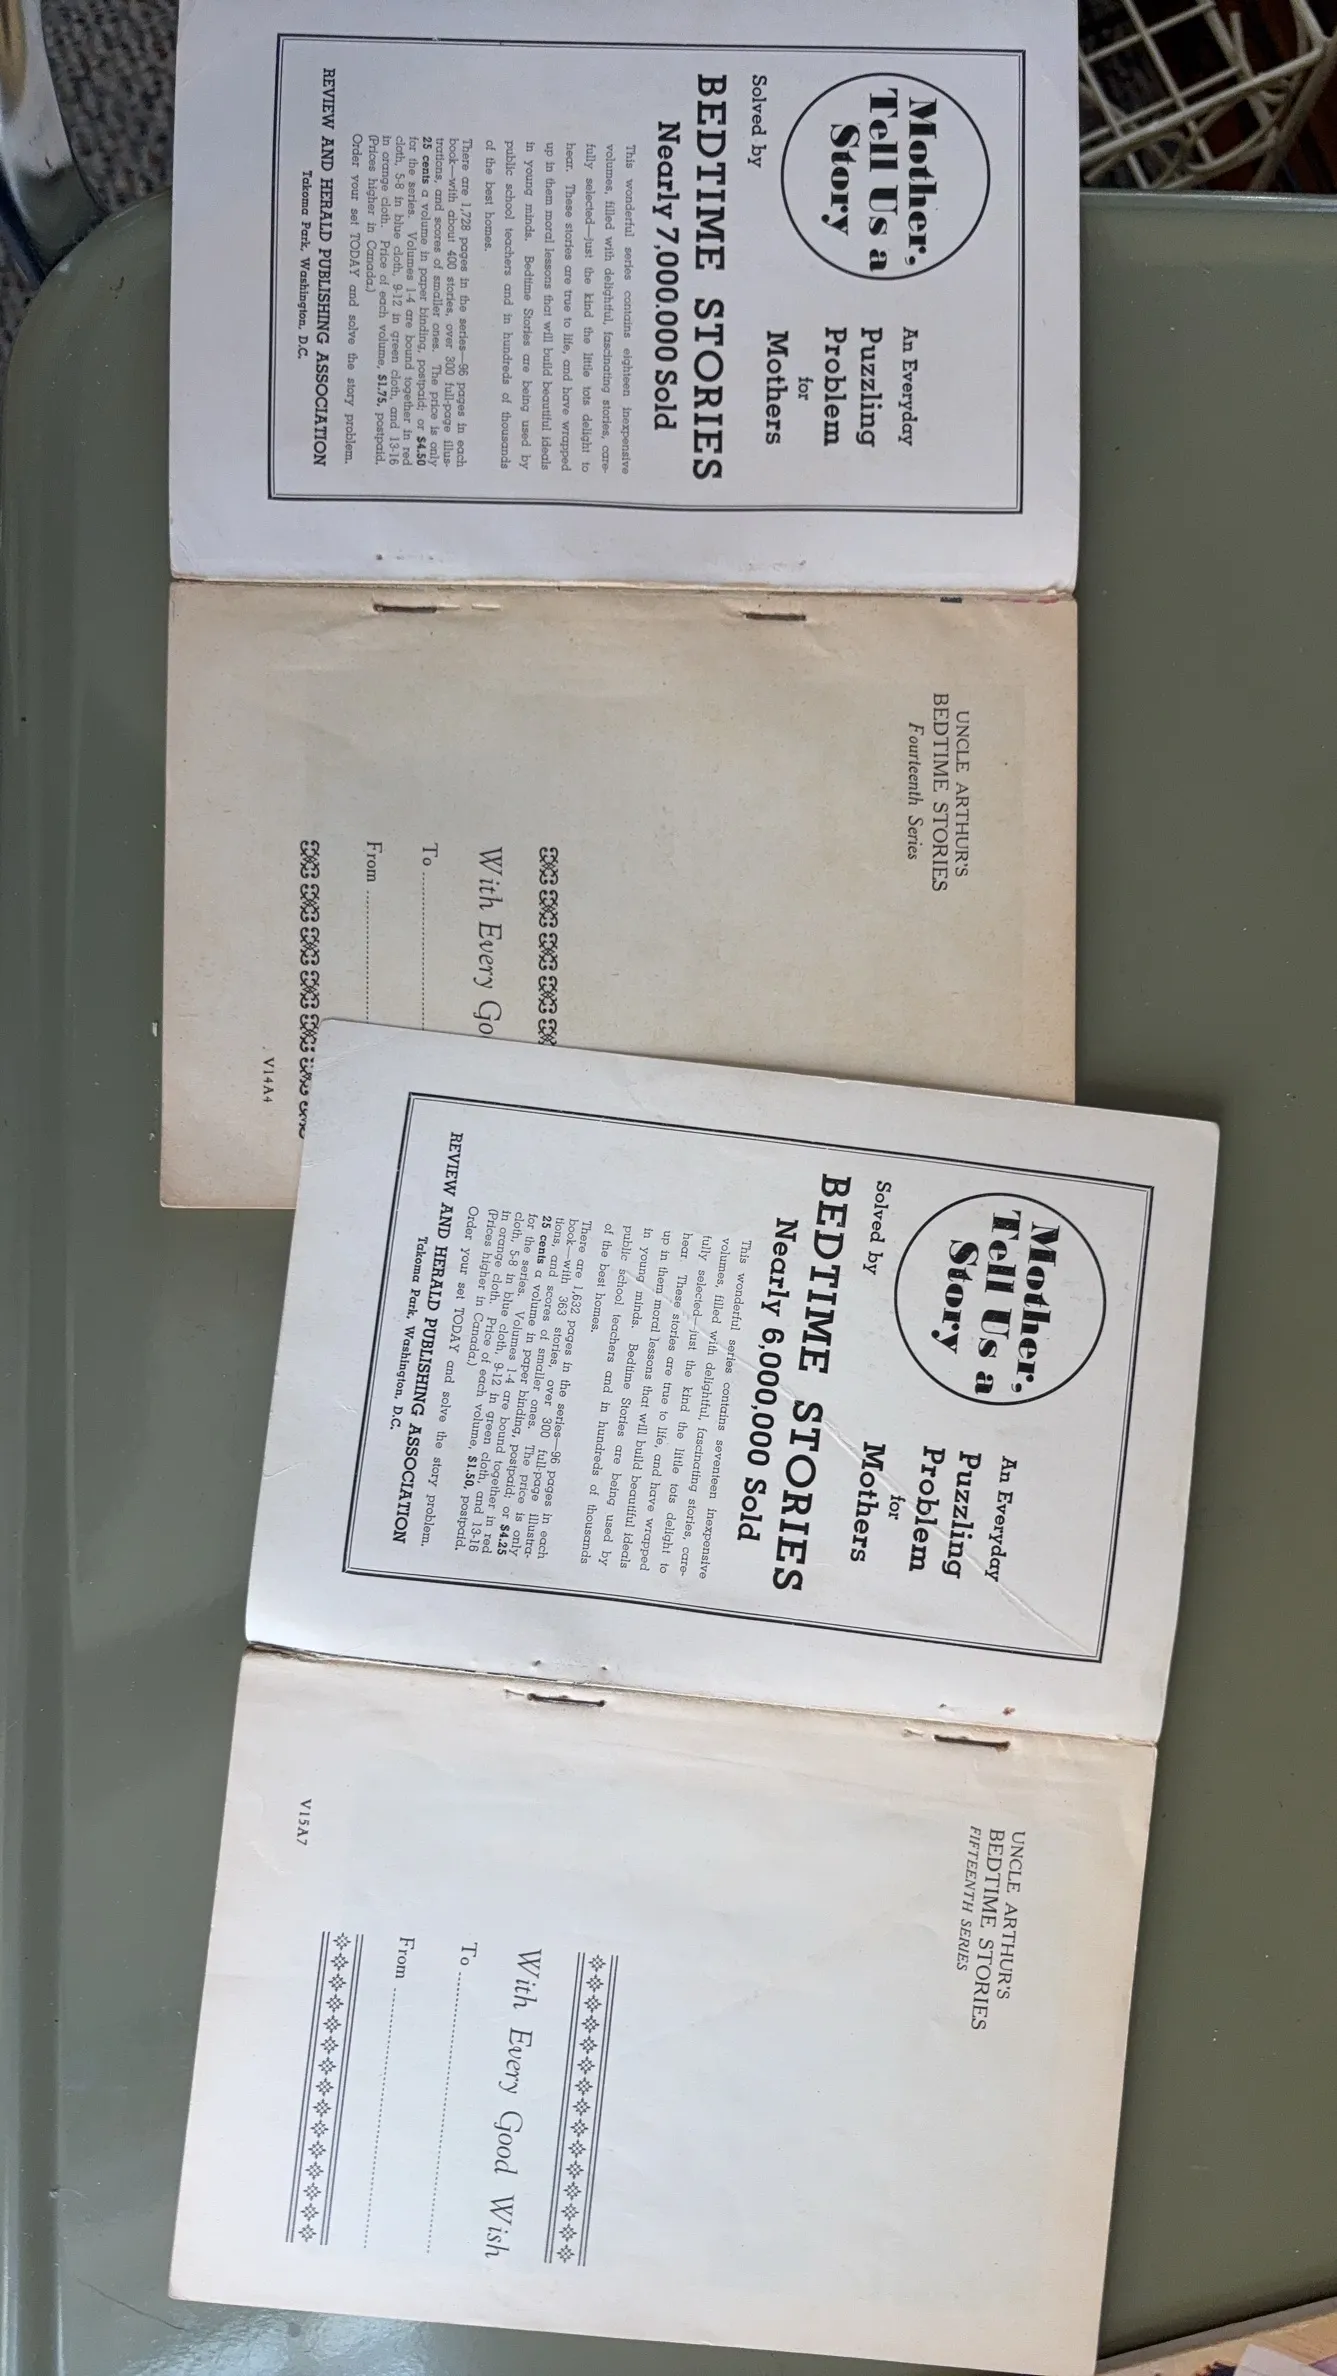 Mother,
Tell Us a
Story
An Everyday
Puzzling
Problem
for
Mothers
Solved by
BEDTIME STORIES
Nearly 7,000.000 Sold
This wonderful series contains eighteen inexpensive
volumes, filled with delightful, fascinating stories, care-
fully selected—just the kind the little tots delight to
hear. These stories are true to life, and have wrapped
up in them moral lessons that will build beautiful ideals
in young minds. Bedtime Stories are being used by
public school teachers and in hundreds of thousands
of the best homes.
There are 1,728 pages in the series—96 pages in each
book—with about 400 stories, over 300 full-page illus-
trations, and scores of smaller ones. The price is only
25 cents a volume in paper binding, postpaid; or $4.50
for the series. Volumes 1-4 are bound together in red
cloth, 5-8 in blue cloth, 9-12 in green cloth, and 13-16
in orange cloth. Price of each volume, $1.75, postpaid.
(Prices higher in Canada.)
Order your set TODAY and solve the story problem.
REVIEW AND HERALD PUBLISHING ASSOCIATION
Takoma Park, Washington, D.C.
UNCLE ARTHUR'S
BEDTIME STORIES
Fourteenth Series
With Every Go
To
From
V14A4
Mother,
Tell Us a
Story
An Everyday
Puzzling
Problem
for
Mothers
Solved by
BEDTIME STORIES
Nearly 6,000,000 Sold
This wonderful series contains seventeen inexpensive
volumes, filled with delightful, fascinating stories, care-
fully selected—just the kind the little tots delight to
hear. These stories are true to life, and have wrapped
up in them moral lessons that will build beautiful ideals
in young minds. Bedtime Stories are being used by
public school teachers and in hundreds of thousands
of the best homes.
There are 1,632 pages in the series—96 pages in each
book—with 363 stories, over 300 full-page illustra-
tions, and scores of smaller ones. The price is only
25 cents a volume in paper binding, postpaid; or $4.25
for the series. Volumes 1-4 are bound together in red
cloth, 5-8 in blue cloth, 9-12 in green cloth, and 13-16
in orange cloth. Price of each volume, $1.50, postpaid.
(Prices higher in Canada.)
Order your set TODAY and solve the story problem.
REVIEW AND HERALD PUBLISHING ASSOCIATION
Takoma Park, Washington, D.C.
UNCLE ARTHUR'S
BEDTIME STORIES
FIFTEENTH SERIES
With Every Good Wish
To
From
V15A7